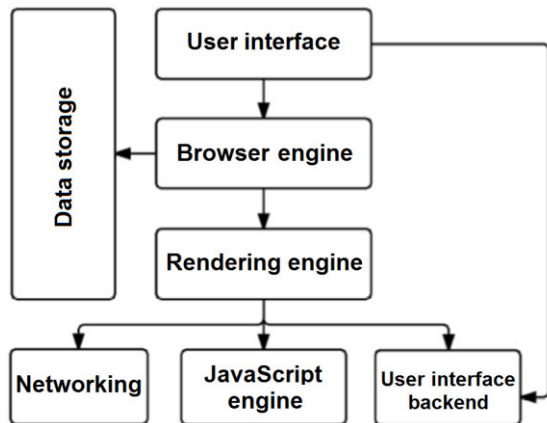 User interface
Data storage
Browser engine
Rendering engine
Networking
JavaScript
engine
User interface
backend